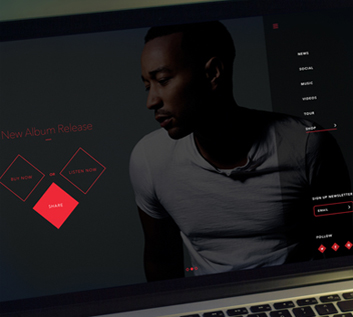 NEWS
SOCIAL
MUSIC
VIDEOS
TOUR
SHOP
New Album Release
BUY NOW
OR
LISTEN NOW
SHARE
SIGN UP NEWSLETTER
EMAIL
FOLLOW